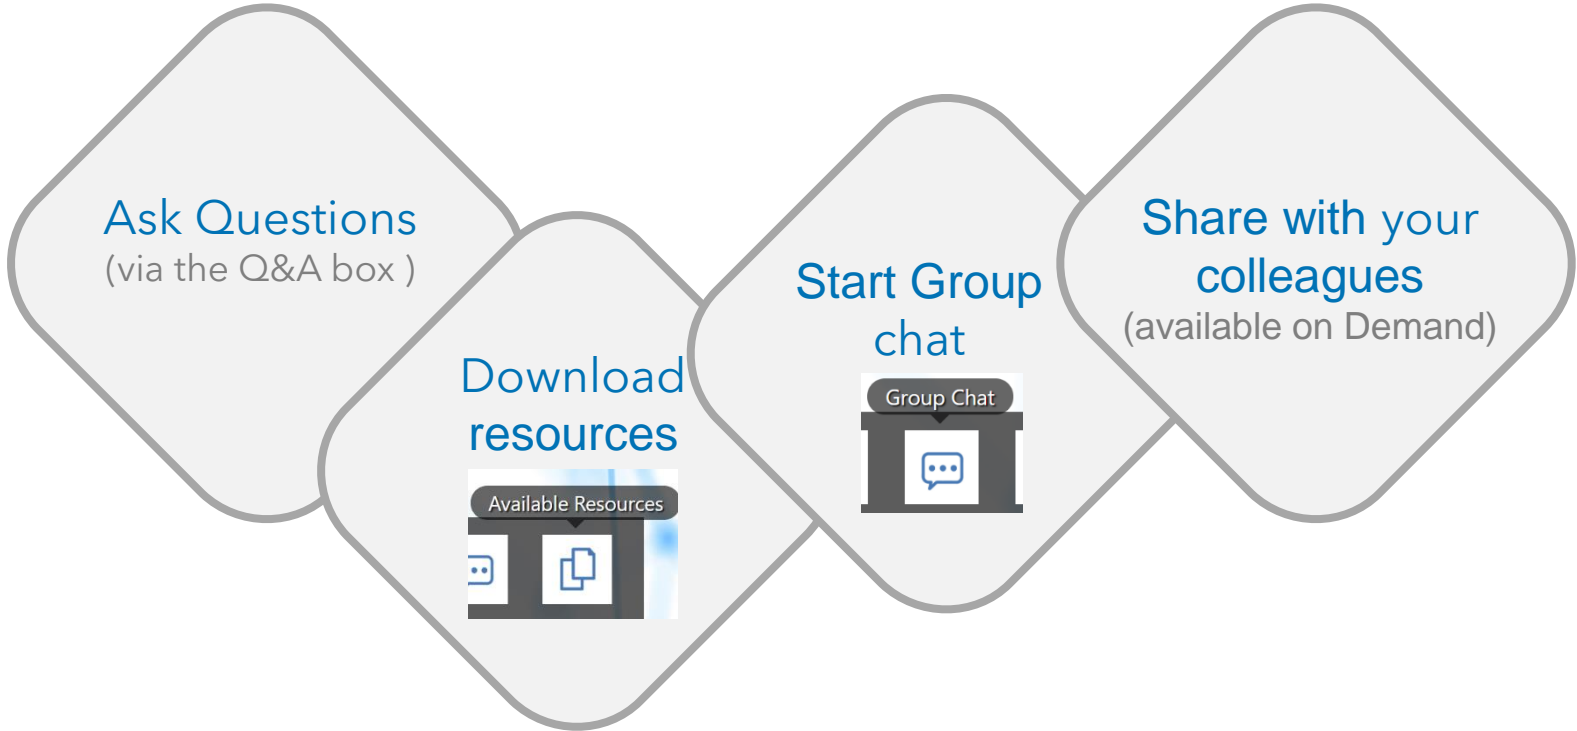 Ask Questions
(via the Q&A box )
Download
resources
Available Resources
Start Group
chat
Group Chat
Share with your
colleagues
(available on Demand)